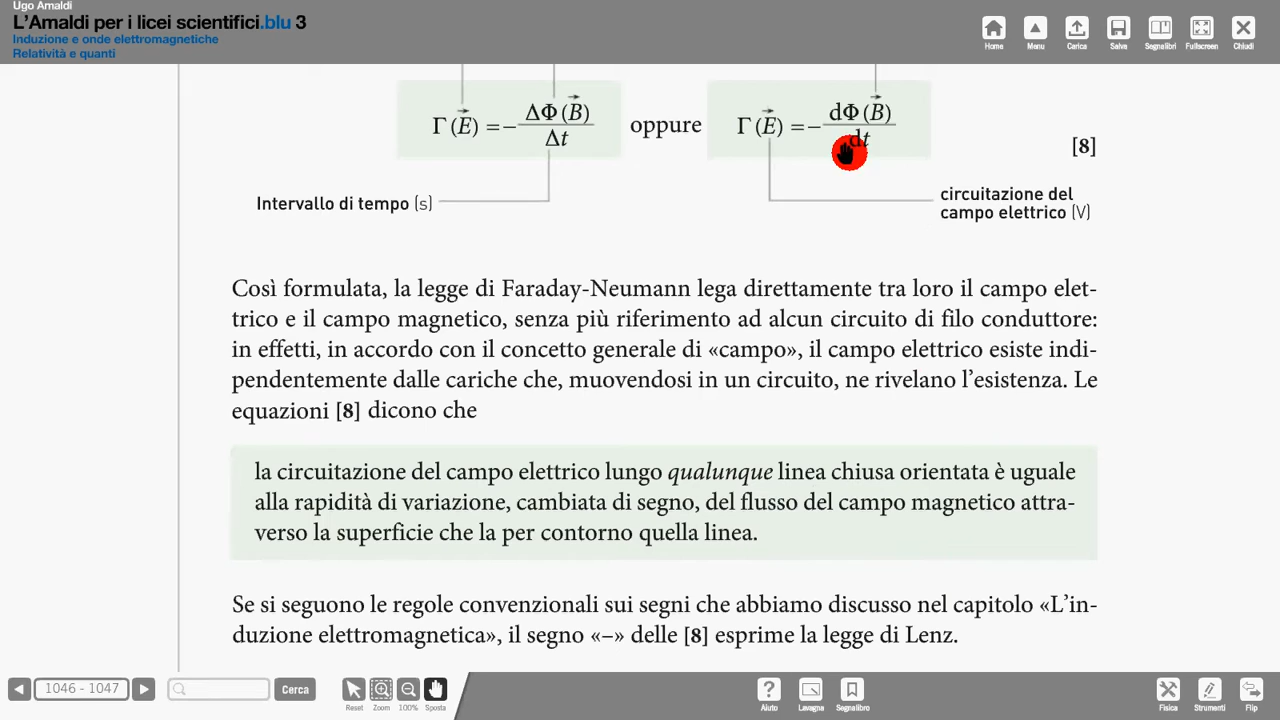 Ugo Amaldi
L'Amaldi per i licei scientifici.blu 3
Induzione e onde elettromagnetiche
Relatività e quanti
Home Menu Carica Salva Segnalibri Fullscreen Chiudi
Γ(E⃗) = − ΔΦ(B⃗) / Δt oppure Γ(E⃗) = − dΦ(B⃗) / dt
[8]
Intervallo di tempo (s)
circuitazione del
campo elettrico (V)
Così formulata, la legge di Faraday-Neumann lega direttamente tra loro il campo elet-
trico e il campo magnetico, senza più riferimento ad alcun circuito di filo conduttore:
in effetti, in accordo con il concetto generale di «campo», il campo elettrico esiste indi-
pendentemente dalle cariche che, muovendosi in un circuito, ne rivelano l'esistenza. Le
equazioni [8] dicono che
la circuitazione del campo elettrico lungo qualunque linea chiusa orientata è uguale
alla rapidità di variazione, cambiata di segno, del flusso del campo magnetico attra-
verso la superficie che la per contorno quella linea.
Se si seguono le regole convenzionali sui segni che abbiamo discusso nel capitolo «L'in-
duzione elettromagnetica», il segno «–» delle [8] esprime la legge di Lenz.
1046 - 1047 Cerca Reset Zoom 100% Sposta Aiuto Lavagna Segnalibro Fisica Strumenti Flip